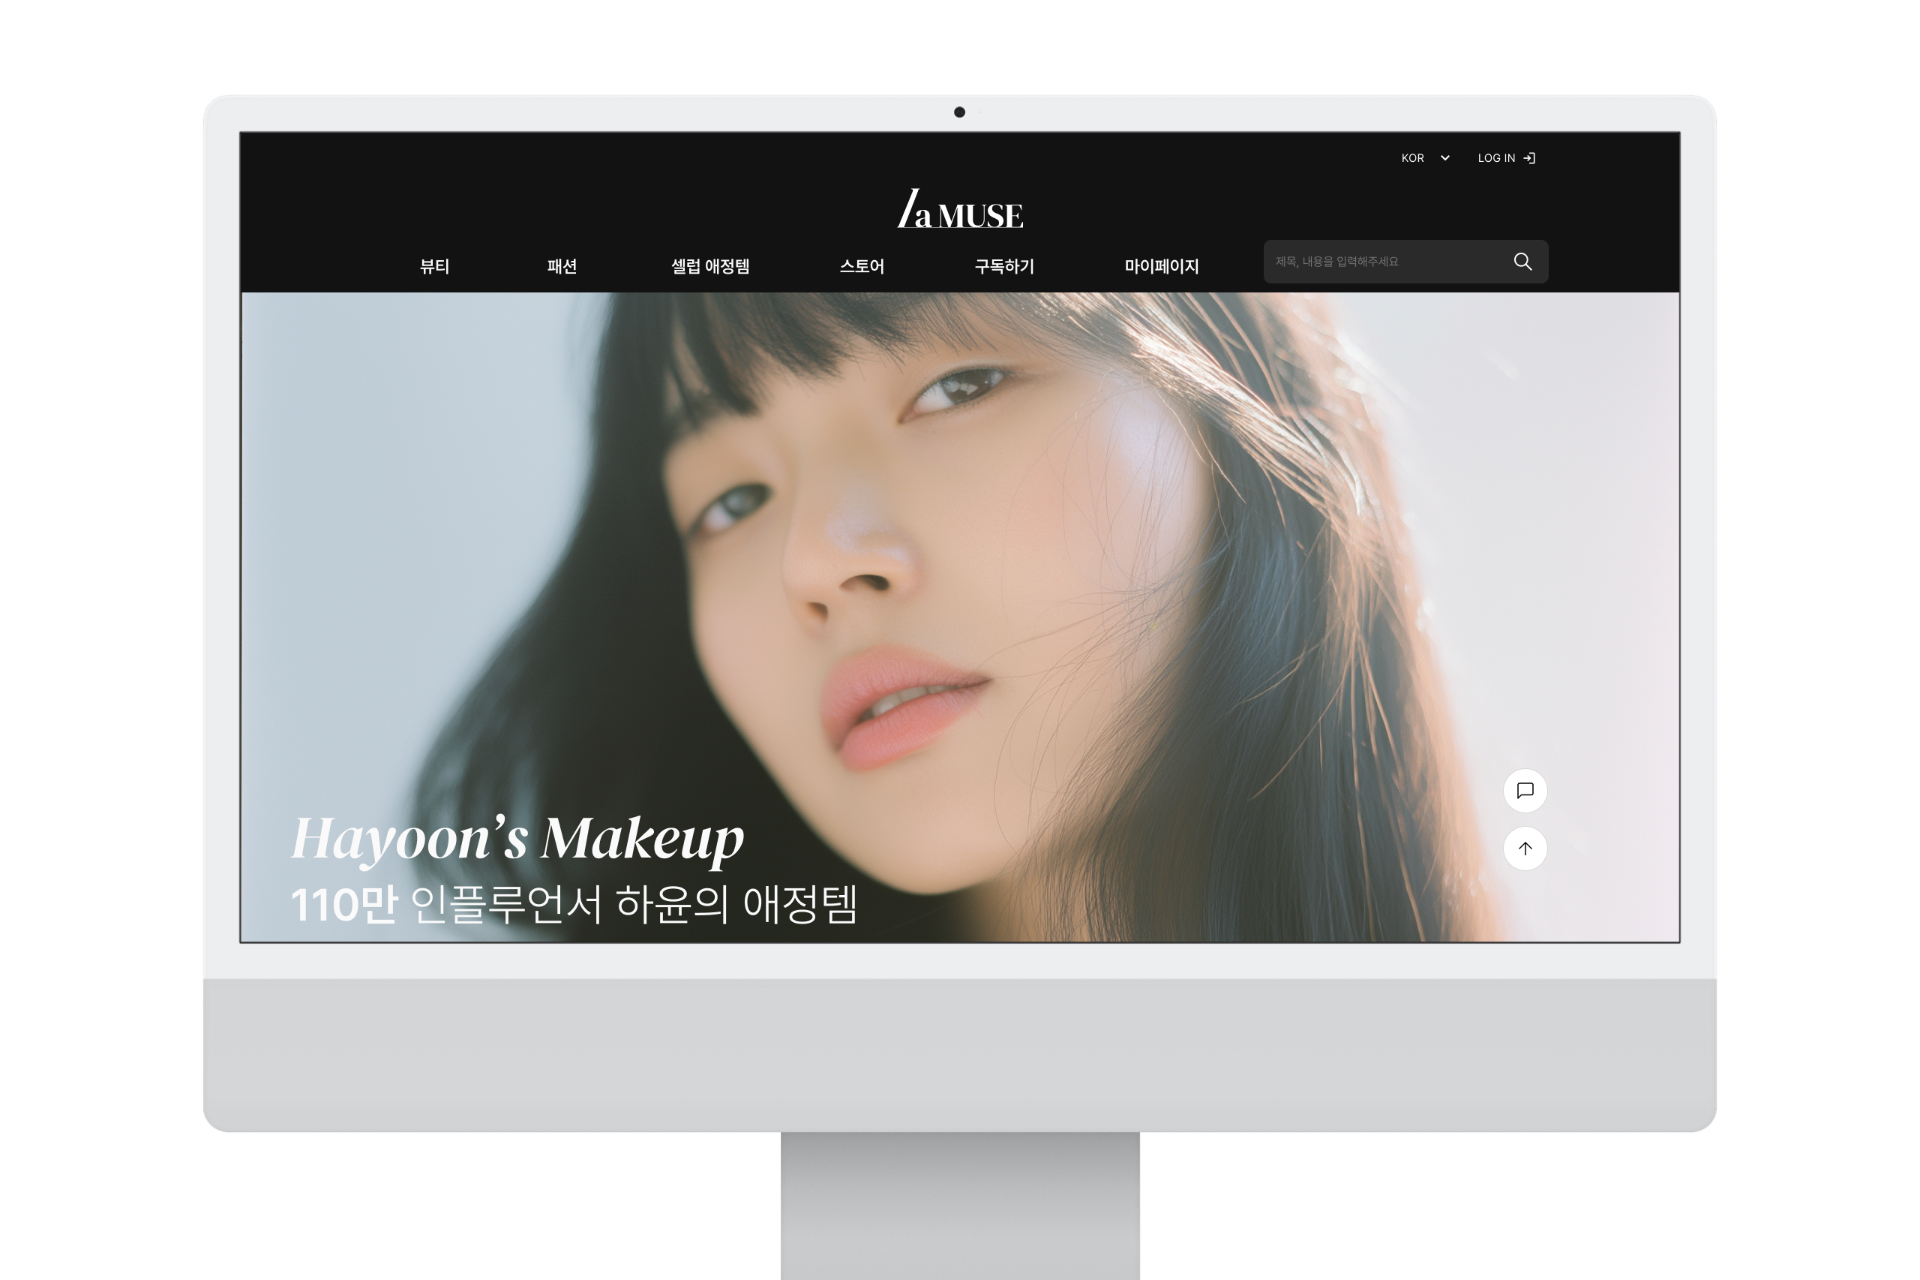 KOR LOG IN
la MUSE
뷰티 패션 셀럽 애정템 스토어 구독하기 마이페이지 제목, 내용을 입력해주세요
Hayoon’s Makeup
110만 인플루언서 하윤의 애정템